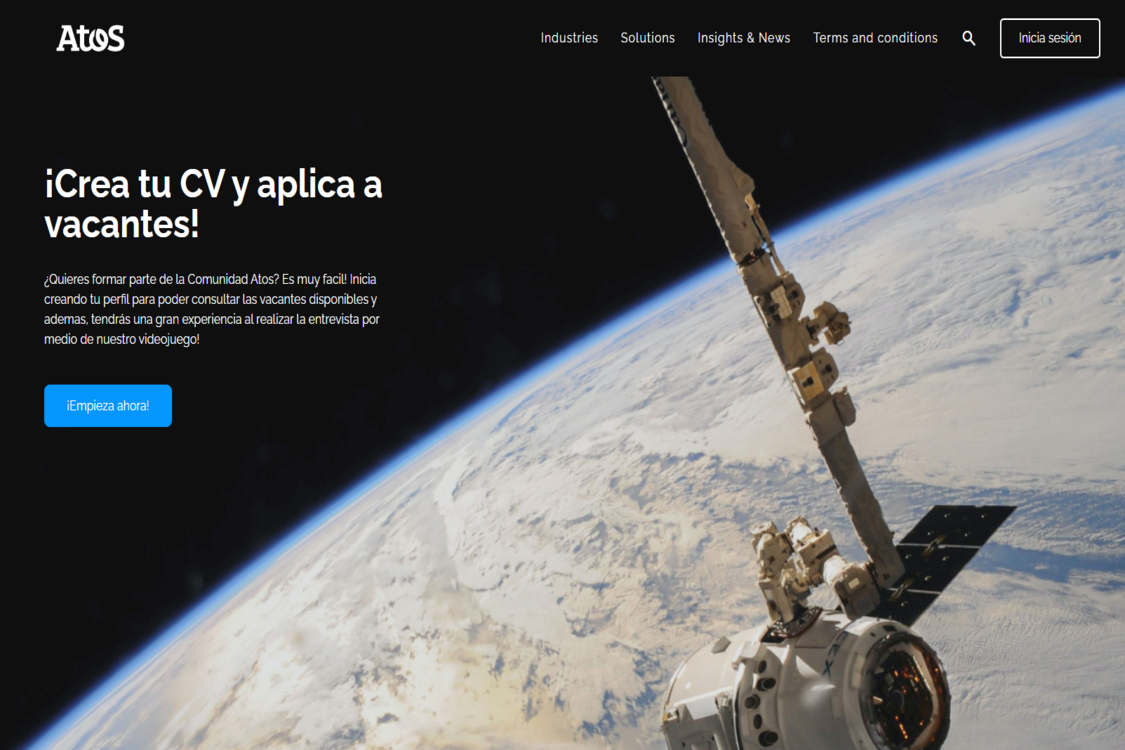 Atos
Industries
Solutions
Insights & News
Terms and conditions
Inicia sesión
¡Crea tu CV y aplica a
vacantes!
¿Quieres formar parte de la Comunidad Atos? Es muy facil! Inicia
creando tu perfil para poder consultar las vacantes disponibles y
ademas, tendrás una gran experiencia al realizar la entrevista por
medio de nuestro videojuego!
¡Empieza ahora!